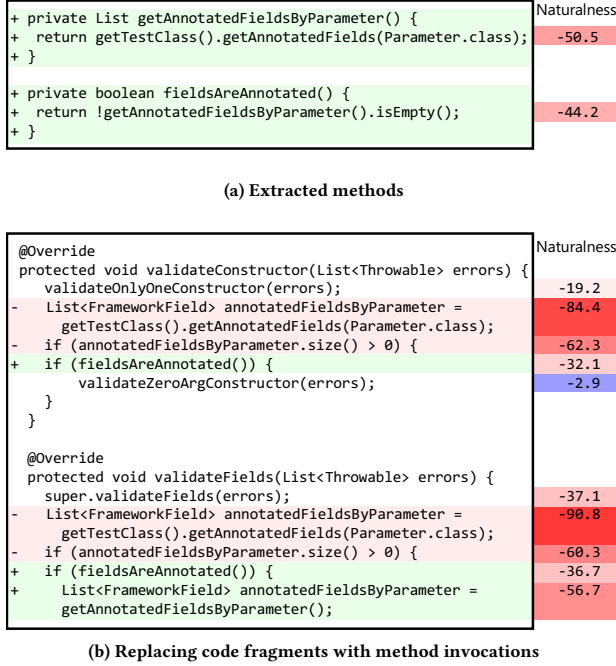 Naturalness
+ private List getAnnotatedFieldsByParameter() {
+ return getTestClass().getAnnotatedFields(Parameter.class); -50.5
+ }
+ private boolean fieldsAreAnnotated() {
+ return !getAnnotatedFieldsByParameter().isEmpty(); -44.2
+ }
(a) Extracted methods
@Override Naturalness
protected void validateConstructor(List<Throwable> errors) {
validateOnlyOneConstructor(errors); -19.2
- List<FrameworkField> annotatedFieldsByParameter = -84.4
getTestClass().getAnnotatedFields(Parameter.class);
- if (annotatedFieldsByParameter.size() > 0) { -62.3
+ if (fieldsAreAnnotated()) { -32.1
validateZeroArgConstructor(errors); -2.9
}
}
@Override
protected void validateFields(List<Throwable> errors) {
super.validateFields(errors); -37.1
- List<FrameworkField> annotatedFieldsByParameter = -90.8
getTestClass().getAnnotatedFields(Parameter.class);
- if (annotatedFieldsByParameter.size() > 0) { -60.3
+ if (fieldsAreAnnotated()) { -36.7
+ List<FrameworkField> annotatedFieldsByParameter = -56.7
getAnnotatedFieldsByParameter();
(b) Replacing code fragments with method invocations